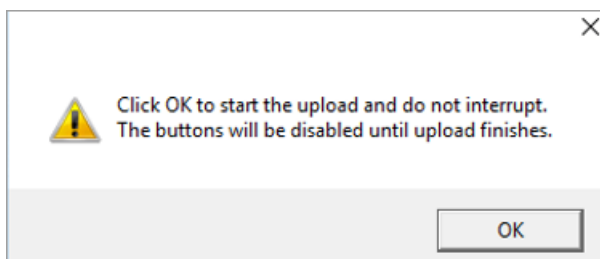 Click OK to start the upload and do not interrupt.
The buttons will be disabled until upload finishes.
OK